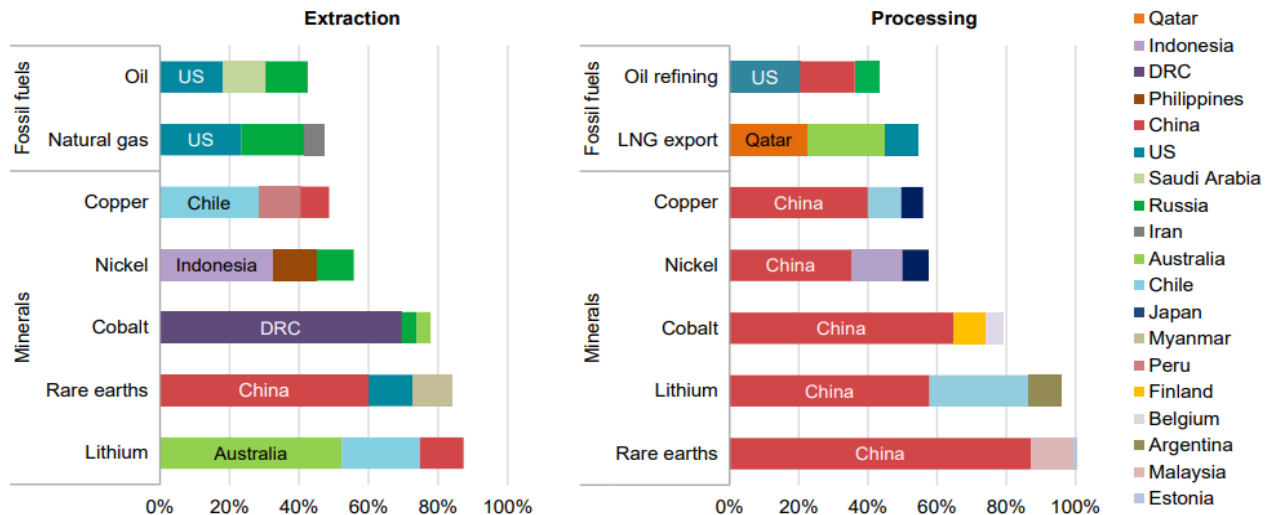 Extraction
Fossil fuels
Oil
US
Natural gas
US
Minerals
Copper
Chile
Nickel
Indonesia
Cobalt
DRC
Rare earths
China
Lithium
Australia
0% 20% 40% 60% 80% 100%
Processing
Fossil fuels
Oil refining
US
LNG export
Qatar
Minerals
Copper
China
Nickel
China
Cobalt
China
Lithium
China
Rare earths
China
0% 20% 40% 60% 80% 100%
Qatar
Indonesia
DRC
Philippines
China
US
Saudi Arabia
Russia
Iran
Australia
Chile
Japan
Myanmar
Peru
Finland
Belgium
Argentina
Malaysia
Estonia